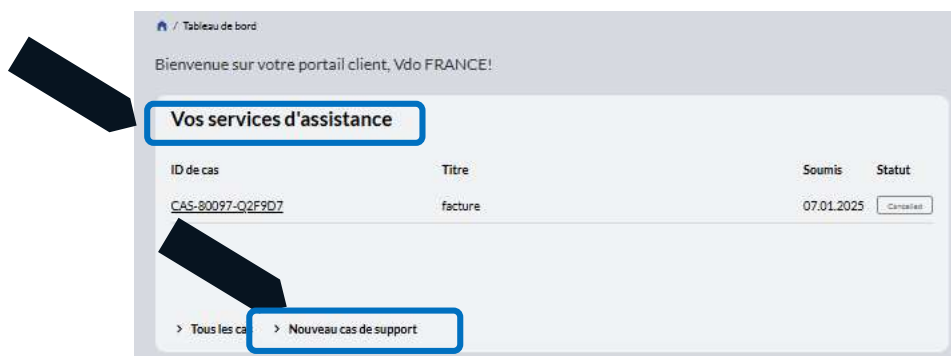 / Tableau de bord
Bienvenue sur votre portail client, Vdo FRANCE!
Vos services d'assistance
ID de cas Titre Soumis Statut
CAS-80097-Q2F9D7 facture 07.01.2025 Cancelled
> Tous les ca > Nouveau cas de support